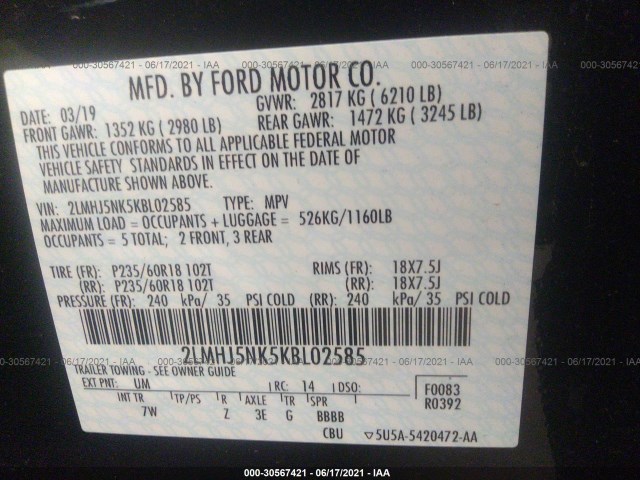 000-30567421 - 06/17/2021 - IAA
MFD. BY FORD MOTOR CO.
DATE: 03/19 GVWR: 2817 KG ( 6210 LB)
FRONT GAWR: 1352 KG ( 2980 LB) REAR GAWR: 1472 KG ( 3245 LB)
THIS VEHICLE CONFORMS TO ALL APPLICABLE FEDERAL MOTOR
VEHICLE SAFETY STANDARDS IN EFFECT ON THE DATE OF
MANUFACTURE SHOWN ABOVE.
VIN: 2LMHJ5NK5KBL02585 TYPE: MPV
MAXIMUM LOAD = OCCUPANTS + LUGGAGE = 526KG/1160LB
OCCUPANTS = 5 TOTAL; 2 FRONT, 3 REAR
TIRE (FR): P235/60R18 102T RIMS (FR): 18X7.5J
(RR): P235/60R18 102T (RR): 18X7.5J
PRESSURE (FR): 240 kPa/ 35 PSI COLD (RR): 240 kPa/ 35 PSI COLD
2LMHJ5NK5KBL02585
000-30567421 - 06/17/2021 - IAA
TRAILER TOWING - SEE OWNER GUIDE
EXT PNT: UM RC: 14 DSO: F0083
R0392
INT TR TP/PS R AXLE TR SPR
7W Z 3E G BBBB
CBU ▽5U5A-5420472-AA
000-30567421 - 06/17/2021 - IAA